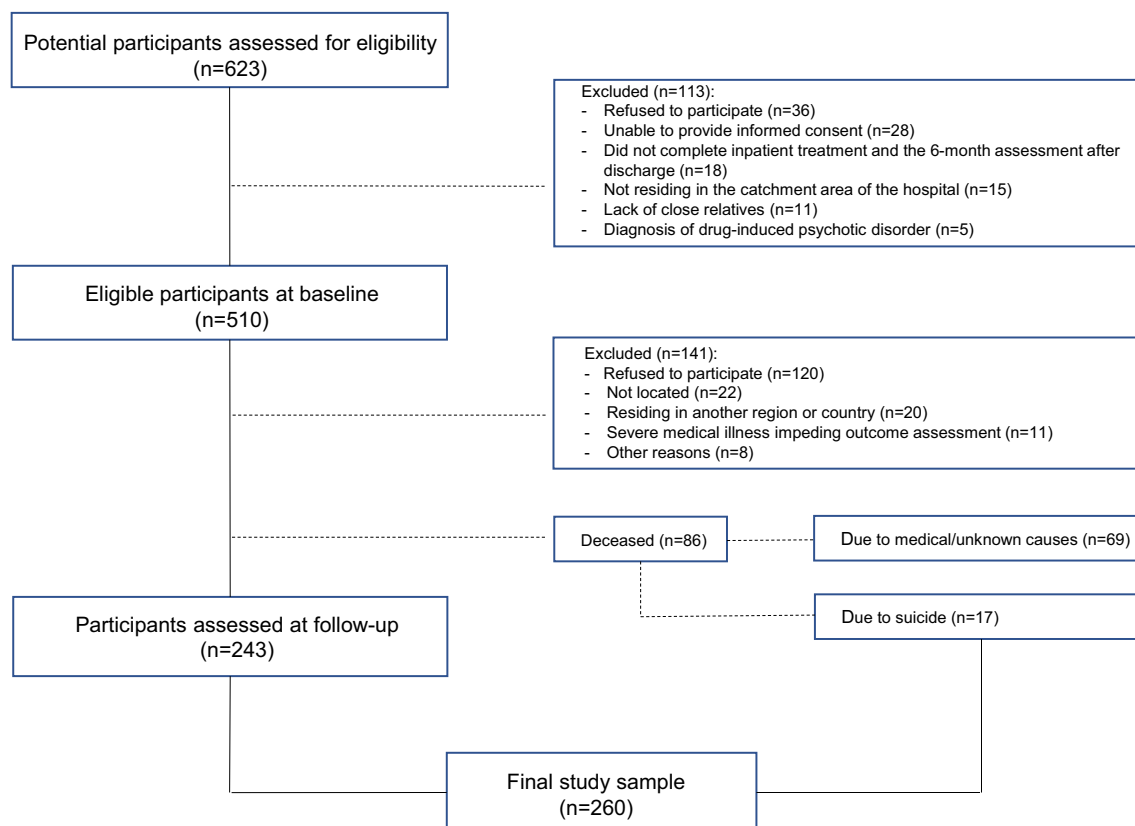 Potential participants assessed for eligibility
(n=623)
Excluded (n=113):
- Refused to participate (n=36)
- Unable to provide informed consent (n=28)
- Did not complete inpatient treatment and the 6-month assessment after
discharge (n=18)
- Not residing in the catchment area of the hospital (n=15)
- Lack of close relatives (n=11)
- Diagnosis of drug-induced psychotic disorder (n=5)
Eligible participants at baseline
(n=510)
Excluded (n=141):
- Refused to participate (n=120)
- Not located (n=22)
- Residing in another region or country (n=20)
- Severe medical illness impeding outcome assessment (n=11)
- Other reasons (n=8)
Deceased (n=86)
Due to medical/unknown causes (n=69)
Due to suicide (n=17)
Participants assessed at follow-up
(n=243)
Final study sample
(n=260)